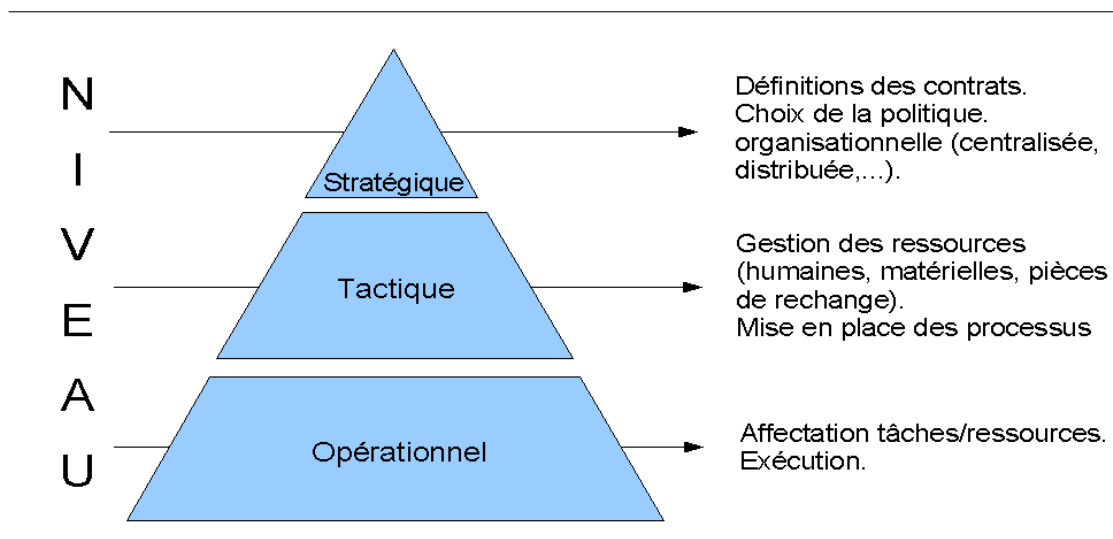 N
I
V
E
A
U
Stratégique
Définitions des contrats.
Choix de la politique.
organisationnelle (centralisée,
distribuée,...).
Tactique
Gestion des ressources
(humaines, matérielles, pièces
de rechange).
Mise en place des processus
Opérationnel
Affectation tâches/ressources.
Exécution.